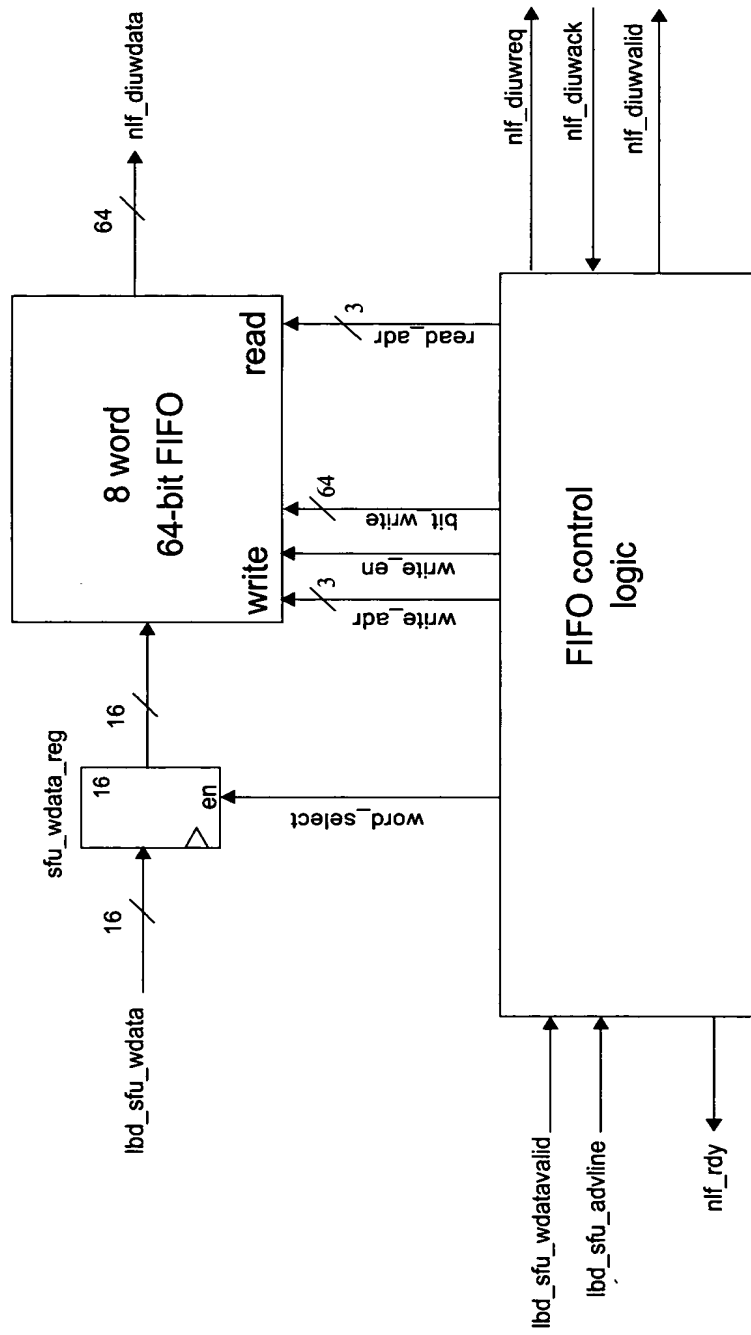 lbd_sfu_wdata
16
sfu_wdata_reg
16
en
16
8 word
64-bit FIFO
write
read
64
nlf_diuwdata
word_select
write_adr
3
write_en
bit_write
64
read_adr
3
lbd_sfu_wdatavalid
lbd_sfu_advline
nlf_rdy
FIFO control
logic
nlf_diuwreq
nlf_diuwack
nlf_diuwvalid